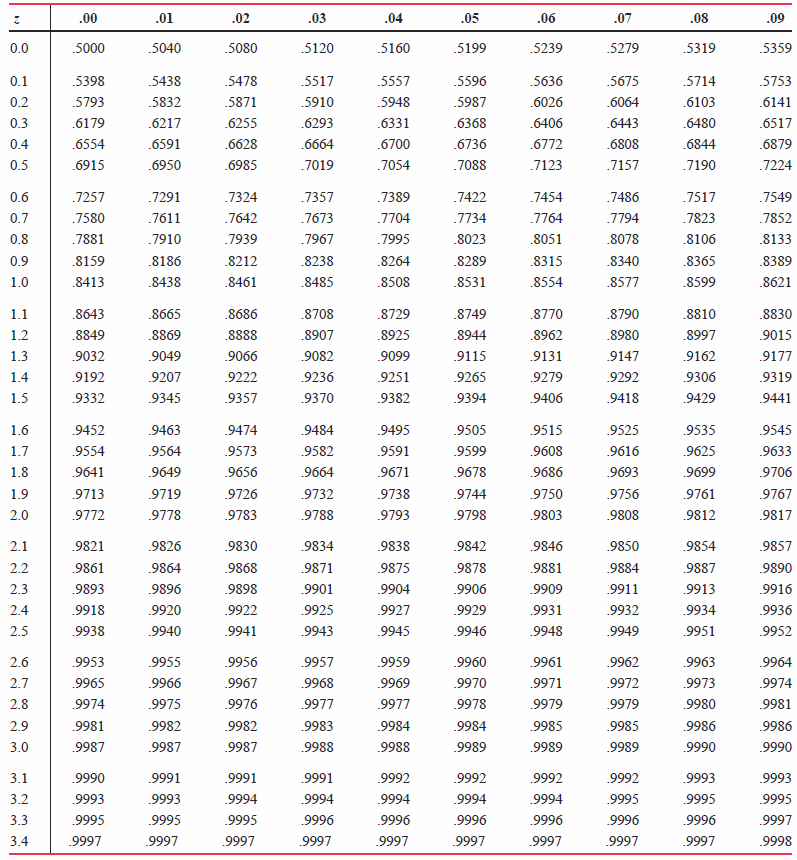 z .00 .01 .02 .03 .04 .05 .06 .07 .08 .09
0.0 .5000 .5040 .5080 .5120 .5160 .5199 .5239 .5279 .5319 .5359
0.1 .5398 .5438 .5478 .5517 .5557 .5596 .5636 .5675 .5714 .5753
0.2 .5793 .5832 .5871 .5910 .5948 .5987 .6026 .6064 .6103 .6141
0.3 .6179 .6217 .6255 .6293 .6331 .6368 .6406 .6443 .6480 .6517
0.4 .6554 .6591 .6628 .6664 .6700 .6736 .6772 .6808 .6844 .6879
0.5 .6915 .6950 .6985 .7019 .7054 .7088 .7123 .7157 .7190 .7224
0.6 .7257 .7291 .7324 .7357 .7389 .7422 .7454 .7486 .7517 .7549
0.7 .7580 .7611 .7642 .7673 .7704 .7734 .7764 .7794 .7823 .7852
0.8 .7881 .7910 .7939 .7967 .7995 .8023 .8051 .8078 .8106 .8133
0.9 .8159 .8186 .8212 .8238 .8264 .8289 .8315 .8340 .8365 .8389
1.0 .8413 .8438 .8461 .8485 .8508 .8531 .8554 .8577 .8599 .8621
1.1 .8643 .8665 .8686 .8708 .8729 .8749 .8770 .8790 .8810 .8830
1.2 .8849 .8869 .8888 .8907 .8925 .8944 .8962 .8980 .8997 .9015
1.3 .9032 .9049 .9066 .9082 .9099 .9115 .9131 .9147 .9162 .9177
1.4 .9192 .9207 .9222 .9236 .9251 .9265 .9279 .9292 .9306 .9319
1.5 .9332 .9345 .9357 .9370 .9382 .9394 .9406 .9418 .9429 .9441
1.6 .9452 .9463 .9474 .9484 .9495 .9505 .9515 .9525 .9535 .9545
1.7 .9554 .9564 .9573 .9582 .9591 .9599 .9608 .9616 .9625 .9633
1.8 .9641 .9649 .9656 .9664 .9671 .9678 .9686 .9693 .9699 .9706
1.9 .9713 .9719 .9726 .9732 .9738 .9744 .9750 .9756 .9761 .9767
2.0 .9772 .9778 .9783 .9788 .9793 .9798 .9803 .9808 .9812 .9817
2.1 .9821 .9826 .9830 .9834 .9838 .9842 .9846 .9850 .9854 .9857
2.2 .9861 .9864 .9868 .9871 .9875 .9878 .9881 .9884 .9887 .9890
2.3 .9893 .9896 .9898 .9901 .9904 .9906 .9909 .9911 .9913 .9916
2.4 .9918 .9920 .9922 .9925 .9927 .9929 .9931 .9932 .9934 .9936
2.5 .9938 .9940 .9941 .9943 .9945 .9946 .9948 .9949 .9951 .9952
2.6 .9953 .9955 .9956 .9957 .9959 .9960 .9961 .9962 .9963 .9964
2.7 .9965 .9966 .9967 .9968 .9969 .9970 .9971 .9972 .9973 .9974
2.8 .9974 .9975 .9976 .9977 .9977 .9978 .9979 .9979 .9980 .9981
2.9 .9981 .9982 .9982 .9983 .9984 .9984 .9985 .9985 .9986 .9986
3.0 .9987 .9987 .9987 .9988 .9988 .9989 .9989 .9989 .9990 .9990
3.1 .9990 .9991 .9991 .9991 .9992 .9992 .9992 .9992 .9993 .9993
3.2 .9993 .9993 .9994 .9994 .9994 .9994 .9994 .9995 .9995 .9995
3.3 .9995 .9995 .9995 .9996 .9996 .9996 .9996 .9996 .9996 .9997
3.4 .9997 .9997 .9997 .9997 .9997 .9997 .9997 .9997 .9997 .9998